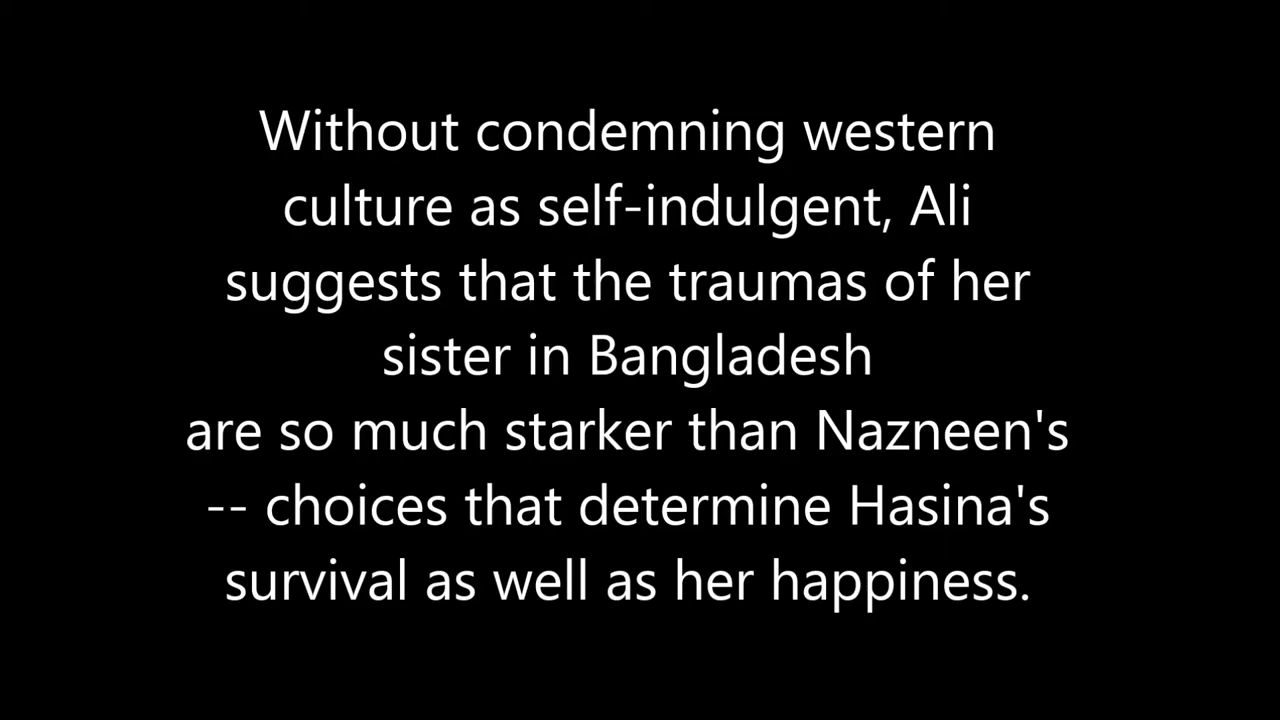 Without condemning western
culture as self-indulgent, Ali
suggests that the traumas of her
sister in Bangladesh
are so much starker than Nazneen's
-- choices that determine Hasina's
survival as well as her happiness.